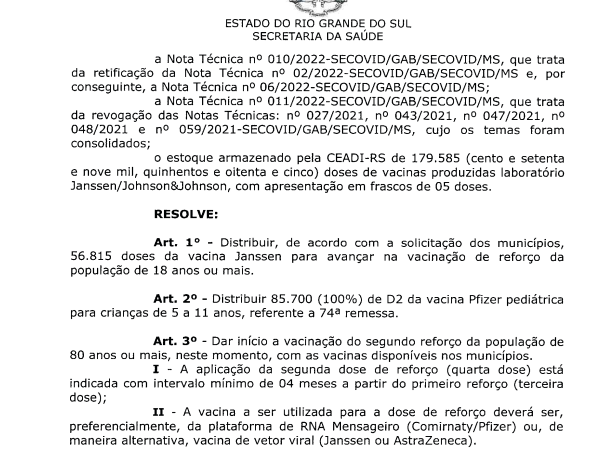 ESTADO DO RIO GRANDE DO SUL
SECRETARIA DA SAÚDE
a Nota Técnica nº 010/2022-SECOVID/GAB/SECOVID/MS, que trata
da retificação da Nota Técnica nº 02/2022-SECOVID/GAB/SECOVID/MS e, por
conseguinte, a Nota Técnica nº 06/2022-SECOVID/GAB/SECOVID/MS;
a Nota Técnica nº 011/2022-SECOVID/GAB/SECOVID/MS, que trata
da revogação das Notas Técnicas: nº 027/2021, nº 043/2021, nº 047/2021, nº
048/2021 e nº 059/2021-SECOVID/GAB/SECOVID/MS, cujo os temas foram
consolidados;
o estoque armazenado pela CEADI-RS de 179.585 (cento e setenta
e nove mil, quinhentos e oitenta e cinco) doses de vacinas produzidas laboratório
Janssen/Johnson&Johnson, com apresentação em frascos de 05 doses.
RESOLVE:
Art. 1º - Distribuir, de acordo com a solicitação dos municípios,
56.815 doses da vacina Janssen para avançar na vacinação de reforço da
população de 18 anos ou mais.
Art. 2º - Distribuir 85.700 (100%) de D2 da vacina Pfizer pediátrica
para crianças de 5 a 11 anos, referente a 74ª remessa.
Art. 3º - Dar início a vacinação do segundo reforço da população de
80 anos ou mais, neste momento, com as vacinas disponíveis nos municípios.
I - A aplicação da segunda dose de reforço (quarta dose) está
indicada com intervalo mínimo de 04 meses a partir do primeiro reforço (terceira
dose);
II - A vacina a ser utilizada para a dose de reforço deverá ser,
preferencialmente, da plataforma de RNA Mensageiro (Comirnaty/Pfizer) ou, de
maneira alternativa, vacina de vetor viral (Janssen ou AstraZeneca).